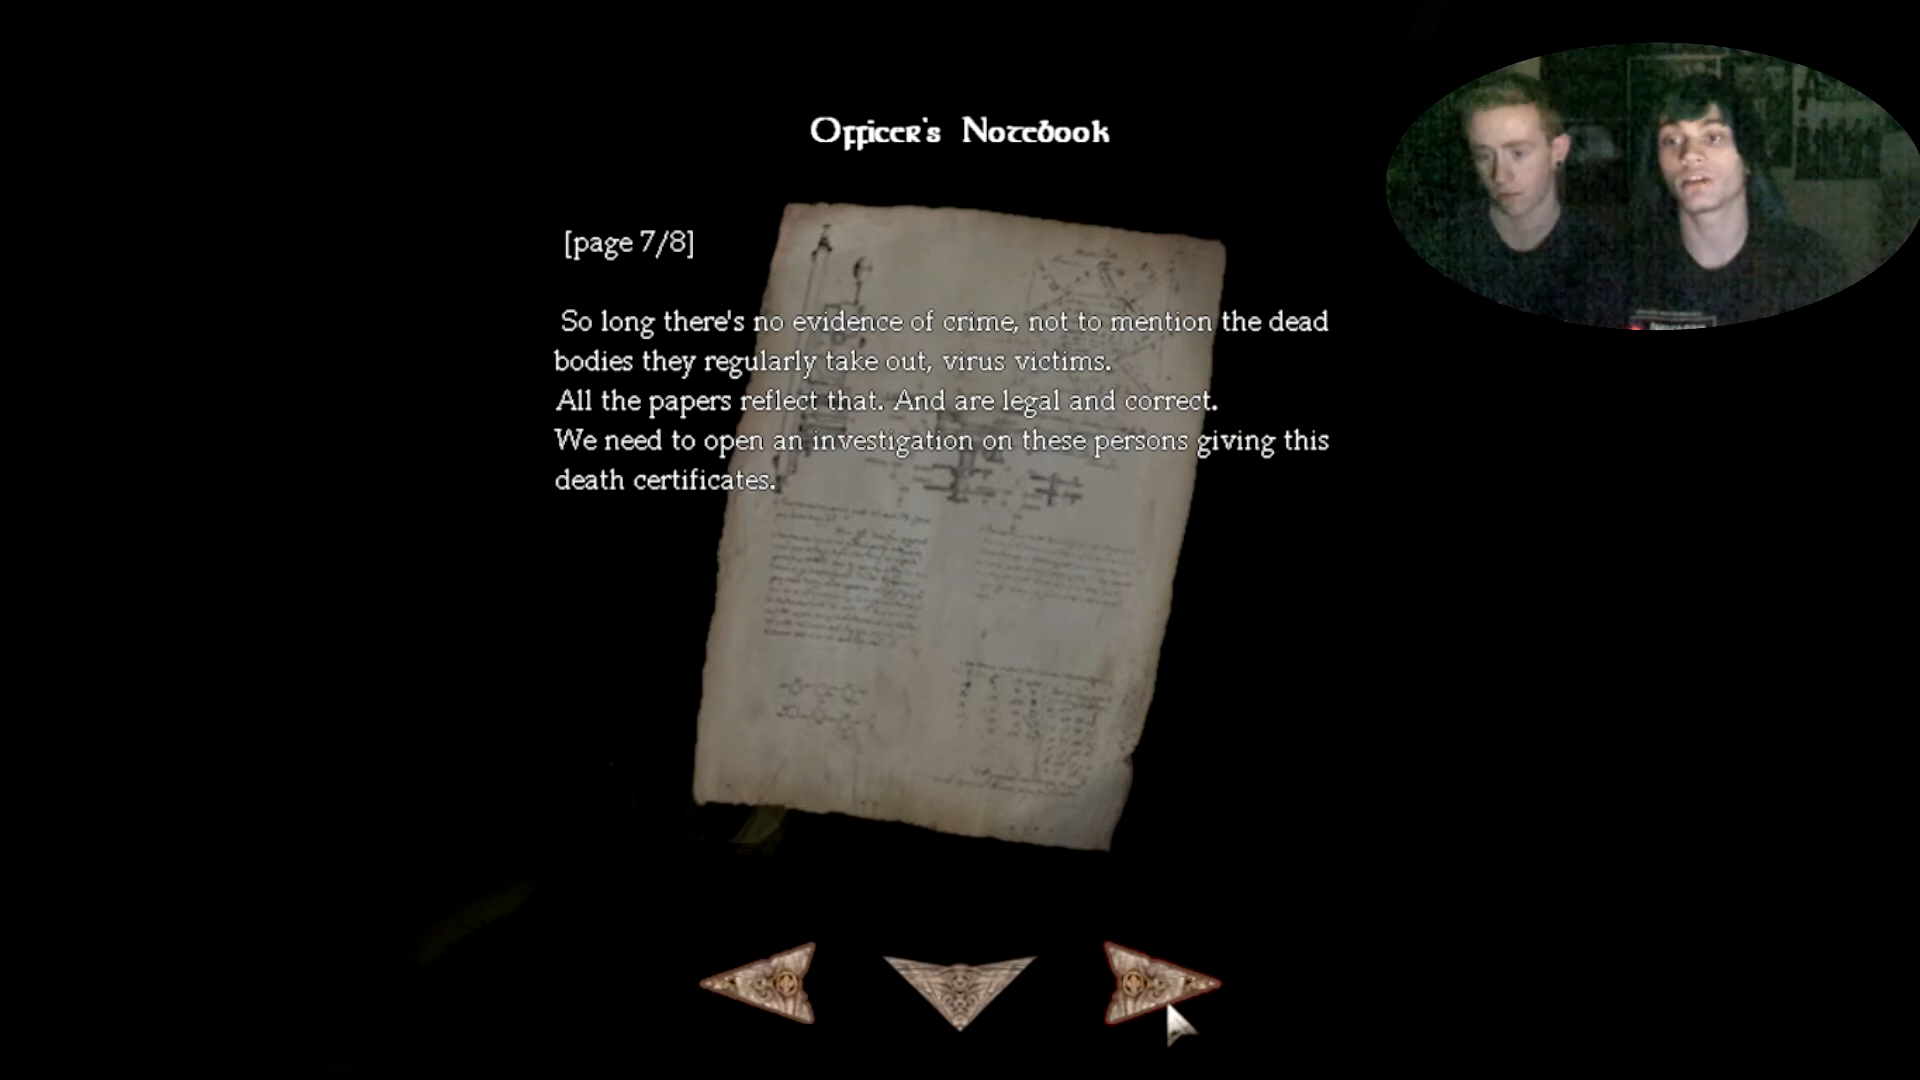 Officer's Notebook
[page 7/8]
So long there's no evidence of crime, not to mention the dead
bodies they regularly take out, virus victims.
All the papers reflect that. And are legal and correct.
We need to open an investigation on these persons giving this
death certificates.